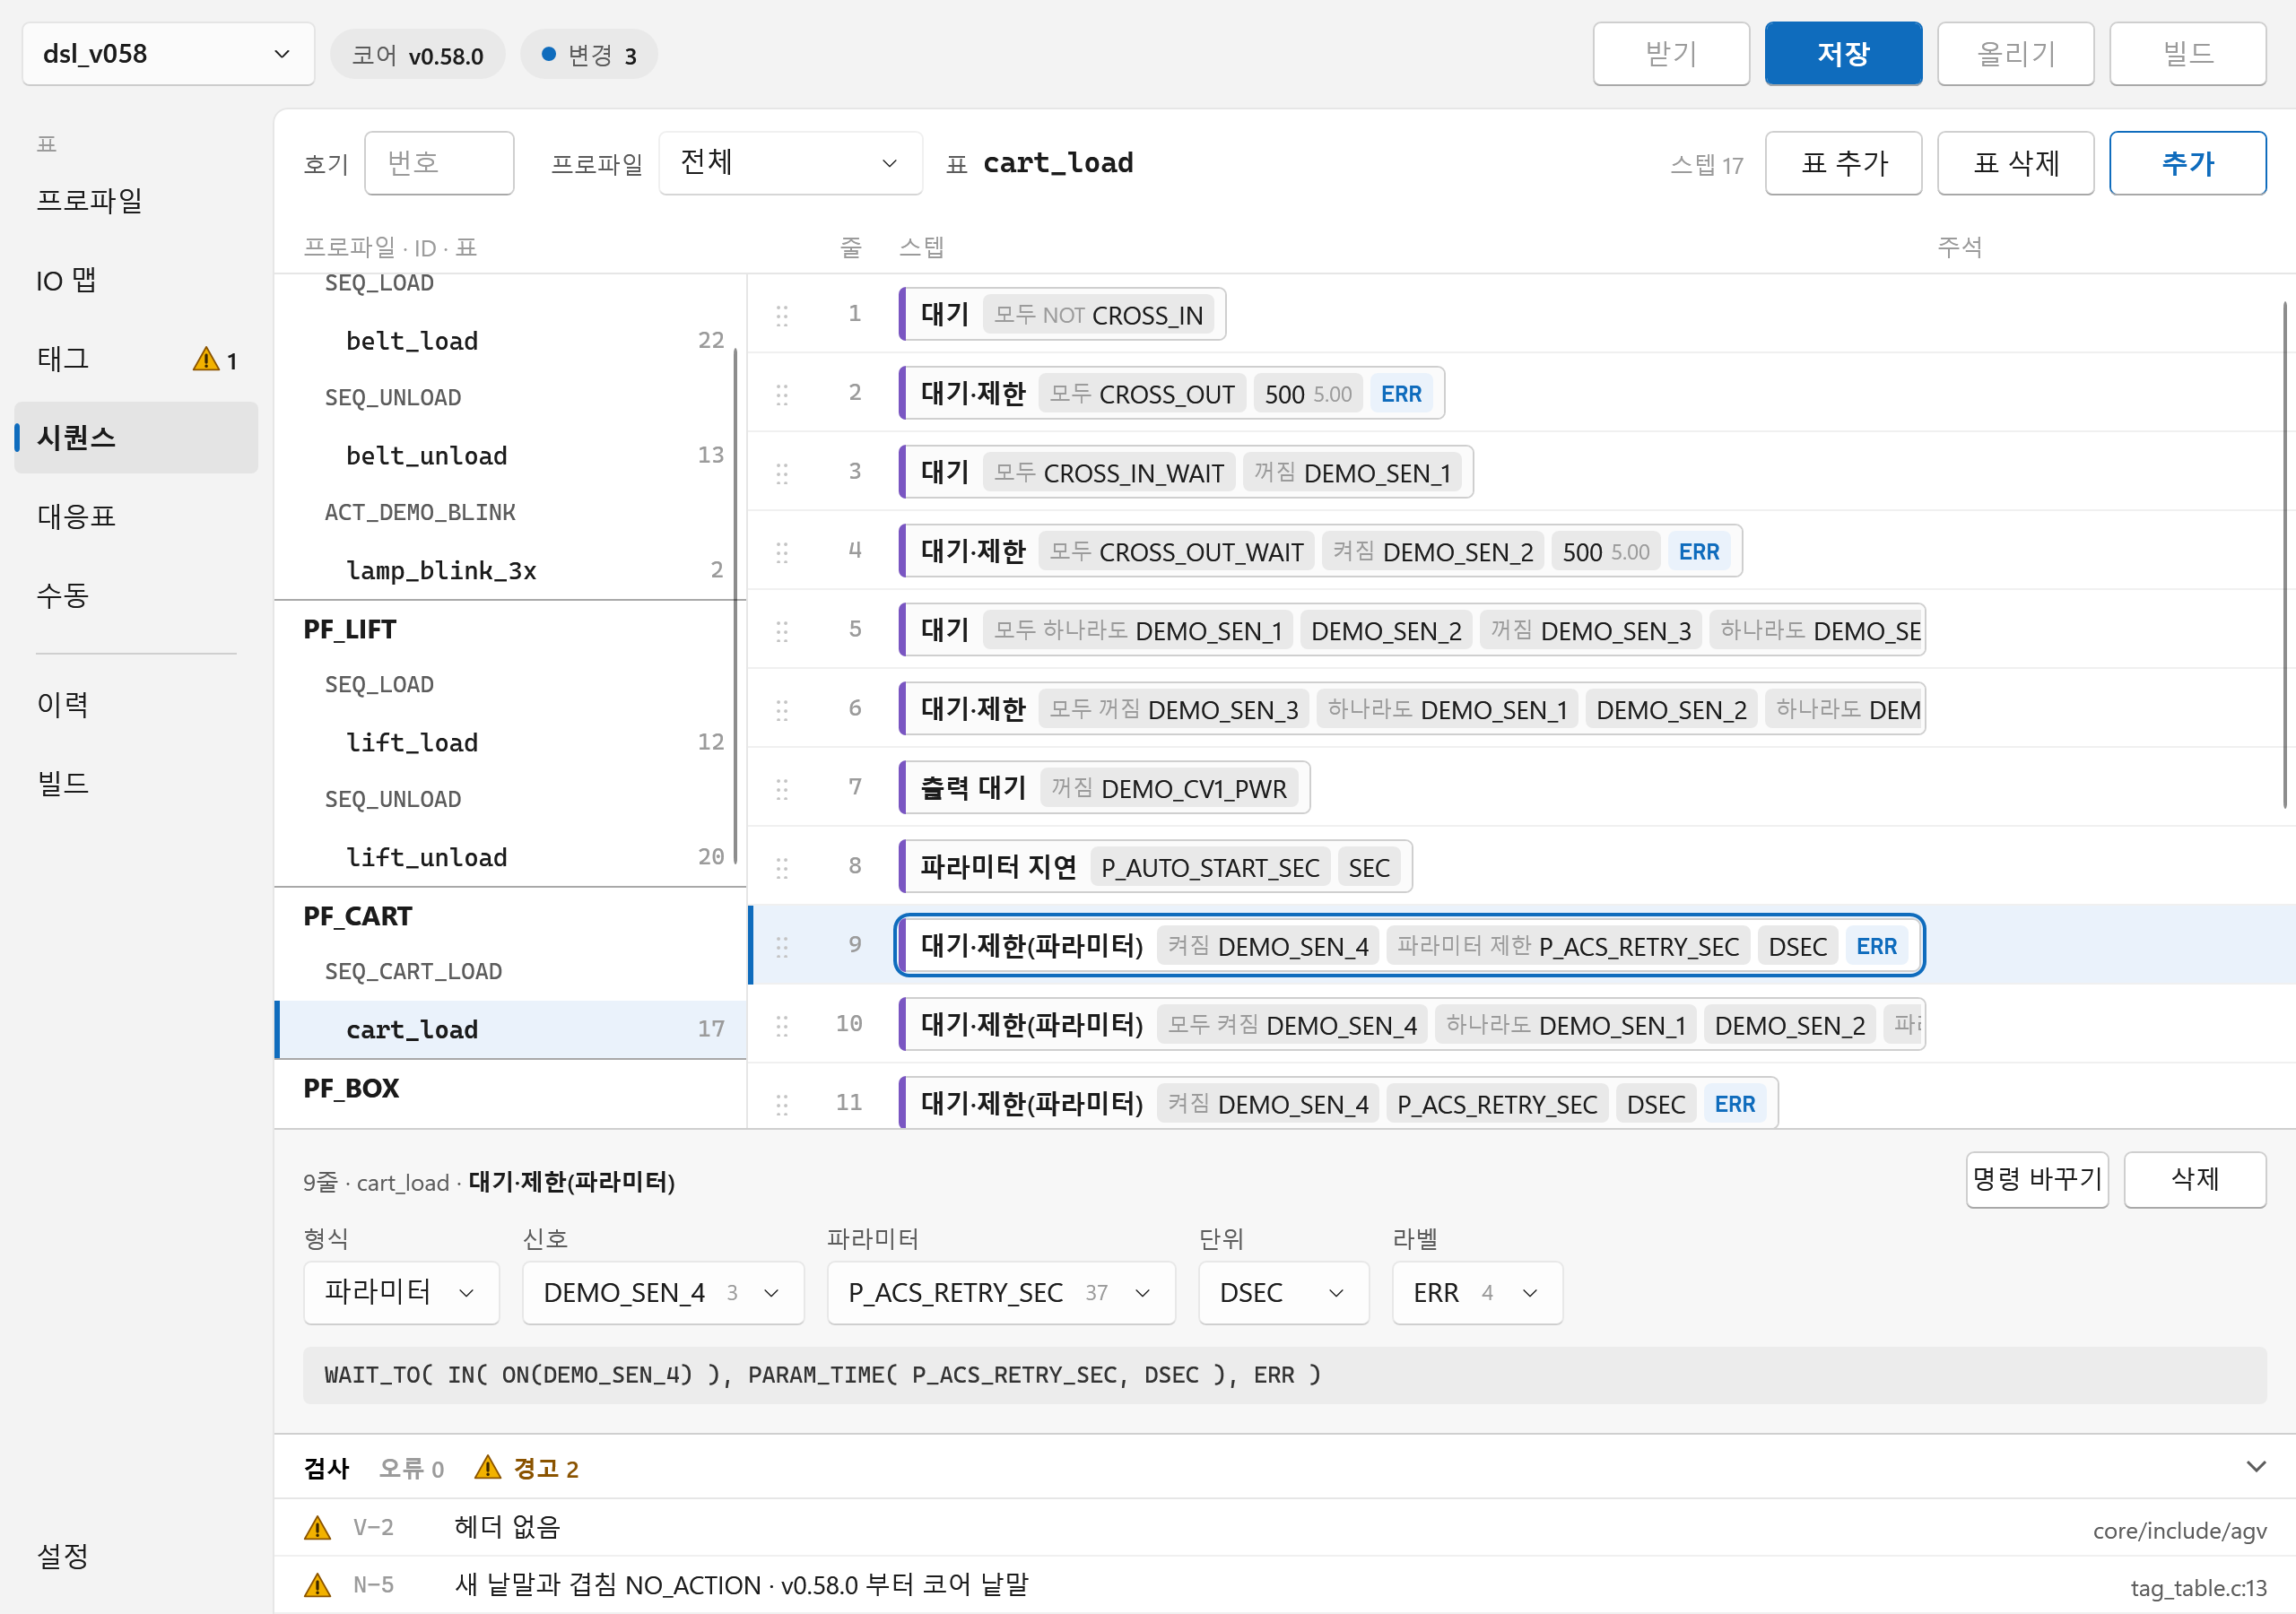 dsl_v058
코어 v0.58.0
변경 3
받기
저장
올리기
빌드
표
프로파일
IO 맵
태그 1
시퀀스
대응표
수동
이력
빌드
설정
호기 번호
프로파일 전체
표 cart_load
스텝 17
표 추가
표 삭제
추가
프로파일 · ID · 표
줄
스텝
주석
SEQ_LOAD
belt_load 22
SEQ_UNLOAD
belt_unload 13
ACT_DEMO_BLINK
lamp_blink_3x 2
PF_LIFT
SEQ_LOAD
lift_load 12
SEQ_UNLOAD
lift_unload 20
PF_CART
SEQ_CART_LOAD
cart_load 17
PF_BOX
1 대기 모두 NOT CROSS_IN
2 대기·제한 모두 CROSS_OUT 500 5.00 ERR
3 대기 모두 CROSS_IN_WAIT 꺼짐 DEMO_SEN_1
4 대기·제한 모두 CROSS_OUT_WAIT 켜짐 DEMO_SEN_2 500 5.00 ERR
5 대기 모두 하나라도 DEMO_SEN_1 DEMO_SEN_2 꺼짐 DEMO_SEN_3 하나라도 DEMO_SE
6 대기·제한 모두 꺼짐 DEMO_SEN_3 하나라도 DEMO_SEN_1 DEMO_SEN_2 하나라도 DEM
7 출력 대기 꺼짐 DEMO_CV1_PWR
8 파라미터 지연 P_AUTO_START_SEC SEC
9 대기·제한(파라미터) 켜짐 DEMO_SEN_4 파라미터 제한 P_ACS_RETRY_SEC DSEC ERR
10 대기·제한(파라미터) 모두 켜짐 DEMO_SEN_4 하나라도 DEMO_SEN_1 DEMO_SEN_2
11 대기·제한(파라미터) 켜짐 DEMO_SEN_4 P_ACS_RETRY_SEC DSEC ERR
9줄 · cart_load · 대기·제한(파라미터)
명령 바꾸기
삭제
형식 신호 파라미터 단위 라벨
파라미터 DEMO_SEN_4 3 P_ACS_RETRY_SEC 37 DSEC ERR 4
WAIT_TO( IN( ON(DEMO_SEN_4) ), PARAM_TIME( P_ACS_RETRY_SEC, DSEC ), ERR )
검사 오류 0 경고 2
V-2 헤더 없음 core/include/agv
N-5 새 낱말과 겹침 NO_ACTION · v0.58.0 부터 코어 낱말 tag_table.c:13